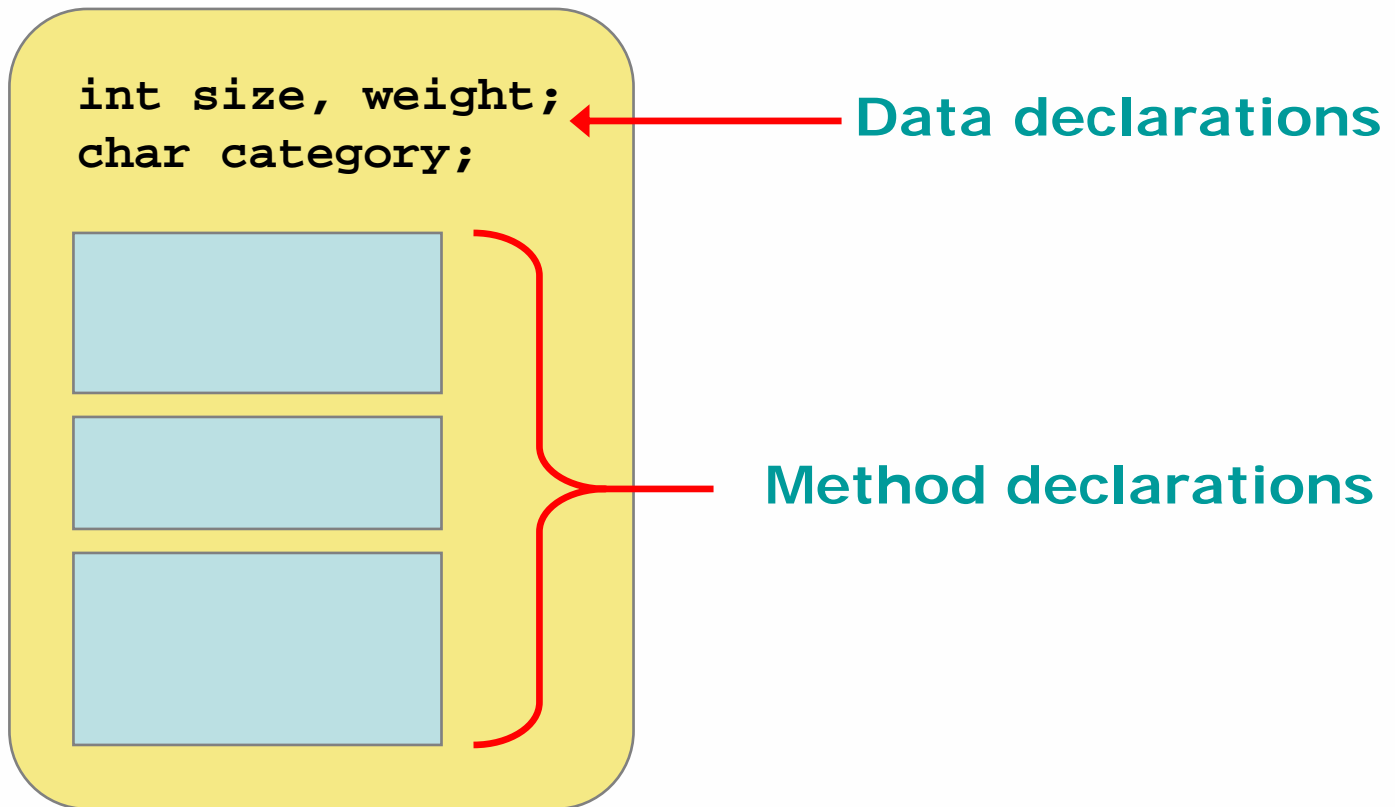 int size, weight;
char category;
Data declarations
Method declarations